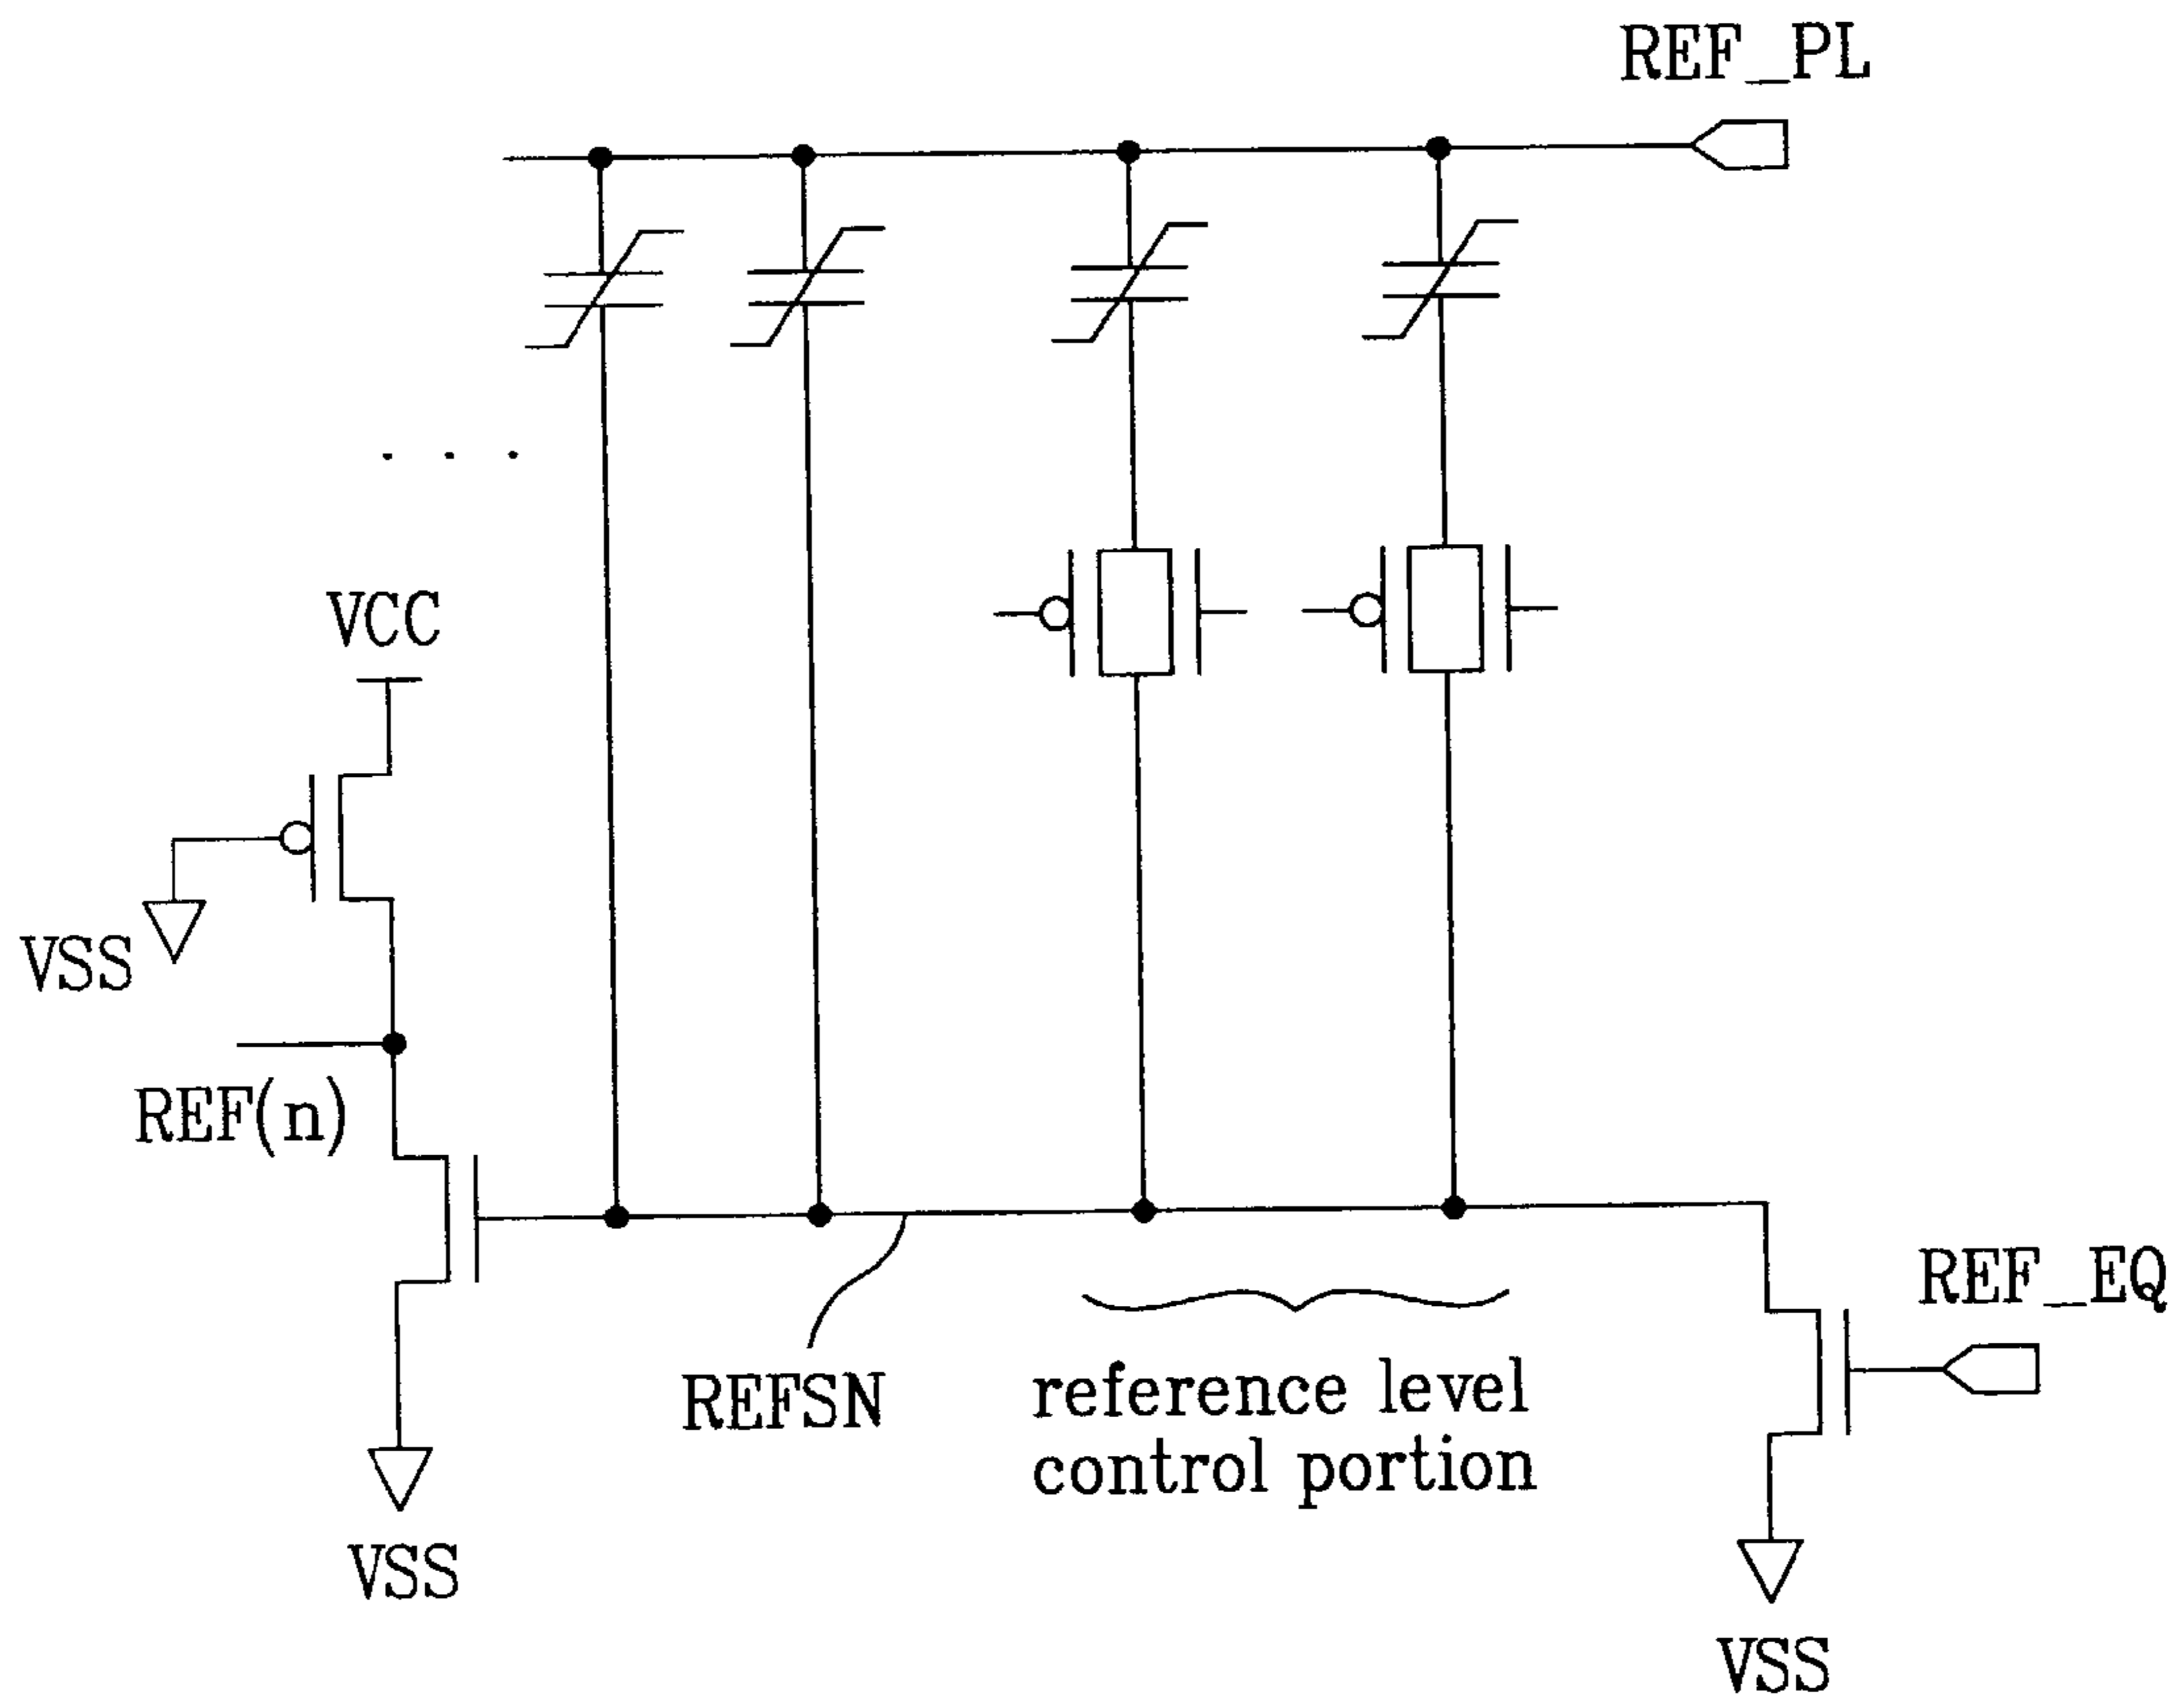 REF_PL
VCC
VSS
REF(n)
REF_EQ
REFSN
reference level
control portion
VSS
VSS